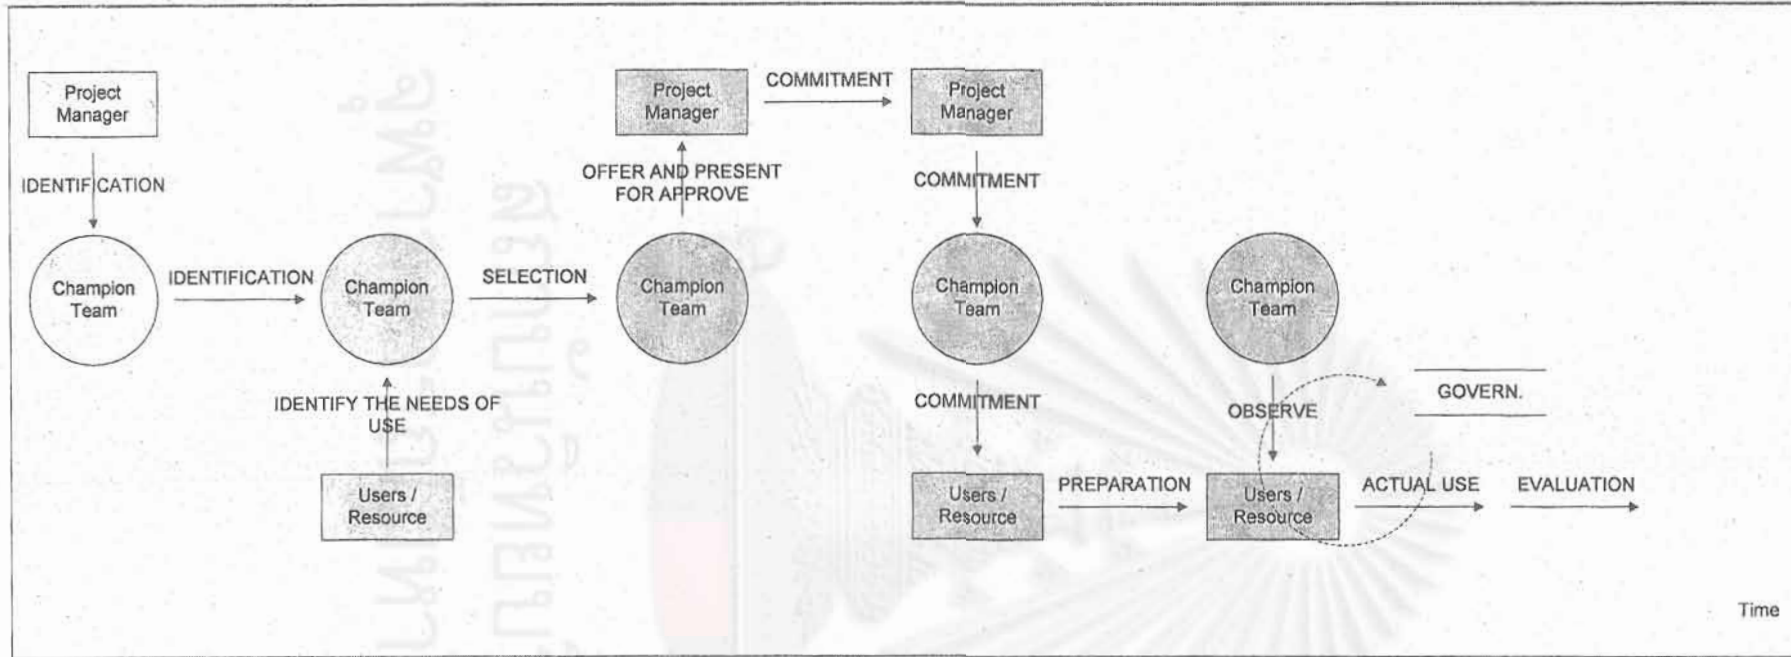 Project
Manager
Project
Manager
COMMITMENT
Project
Manager
IDENTIFICATION
OFFER AND PRESENT
FOR APPROVE
COMMITMENT
Champion
Team
IDENTIFICATION
Champion
Team
SELECTION
Champion
Team
Champion
Team
Champion
Team
IDENTIFY THE NEEDS OF
USE
COMMITMENT
OBSERVE
GOVERN.
Users /
Resource
Users /
Resource
PREPARATION
Users /
Resource
ACTUAL USE
EVALUATION
Time